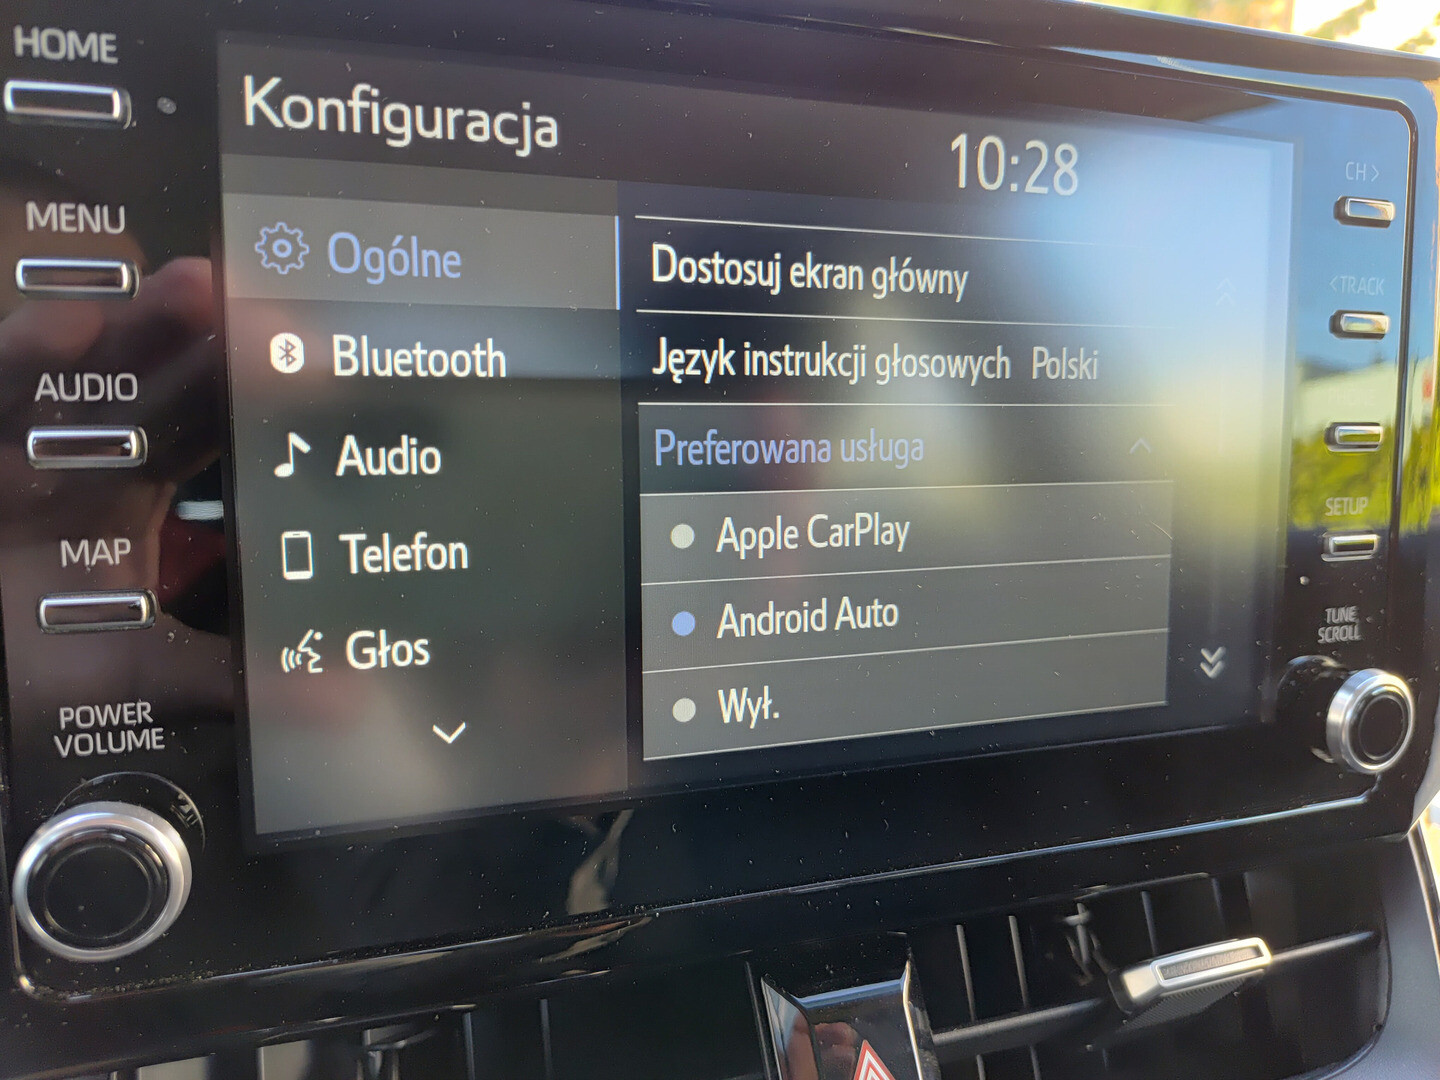 HOME
MENU
AUDIO
MAP
POWER
VOLUME
Konfiguracja
10:28
Ogólne
Bluetooth
Audio
Telefon
Głos
Dostosuj ekran główny
Język instrukcji głosowych Polski
Preferowana usługa
Apple CarPlay
Android Auto
Wył.
CH >
< TRACK
SETUP
TUNE
SCROLL